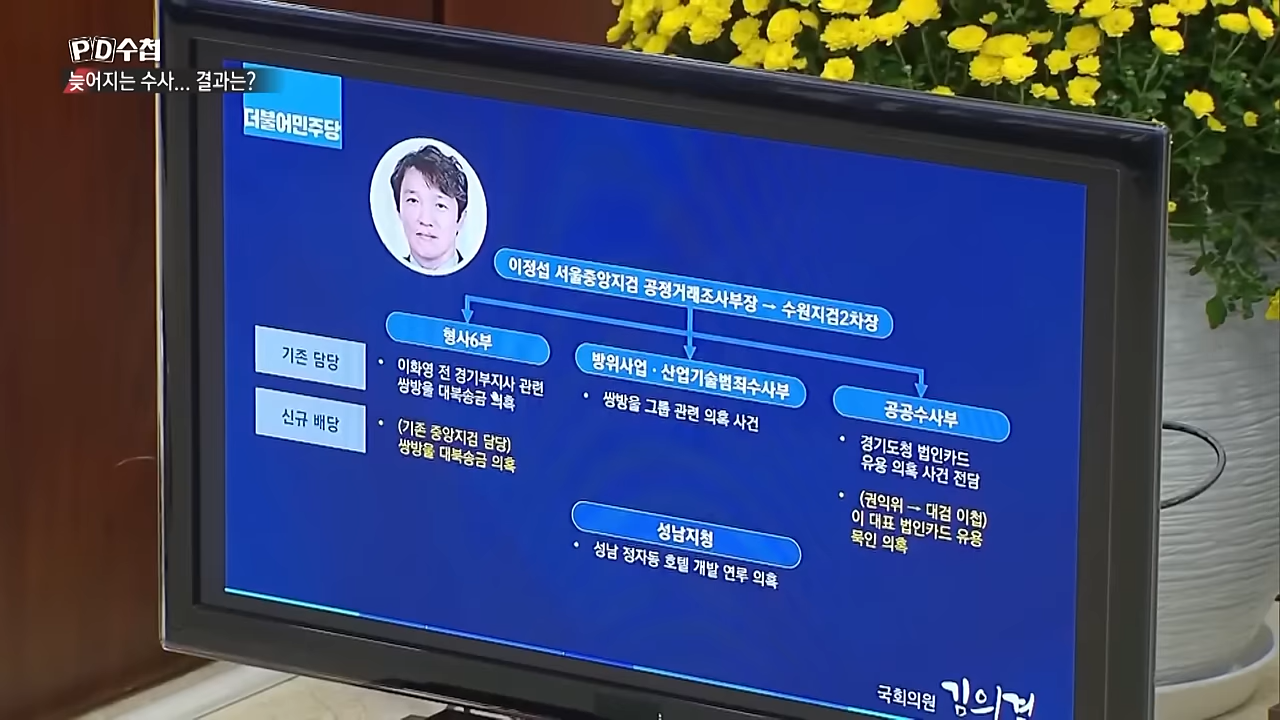 PD수첩
늦어지는 수사... 결과는?
더불어민주당
이정섭 서울중앙지검 공정거래조사부장 → 수원지검2차장
형사6부
방위사업·산업기술범죄수사부
공공수사부
기존 담당
• 이화영 전 경기부지사 관련
쌍방울 대북송금 의혹
• 쌍방울 그룹 관련 의혹 사건
• 경기도청 법인카드
유용 의혹 사건 전담
신규 배당
• (기존 중앙지검 담당)
쌍방울 대북송금 의혹
• (권익위 → 대검 이첩)
이 대표 법인카드 유용
묵인 의혹
성남지청
• 성남 정자동 호텔 개발 연루 의혹
국회의원 김의겸